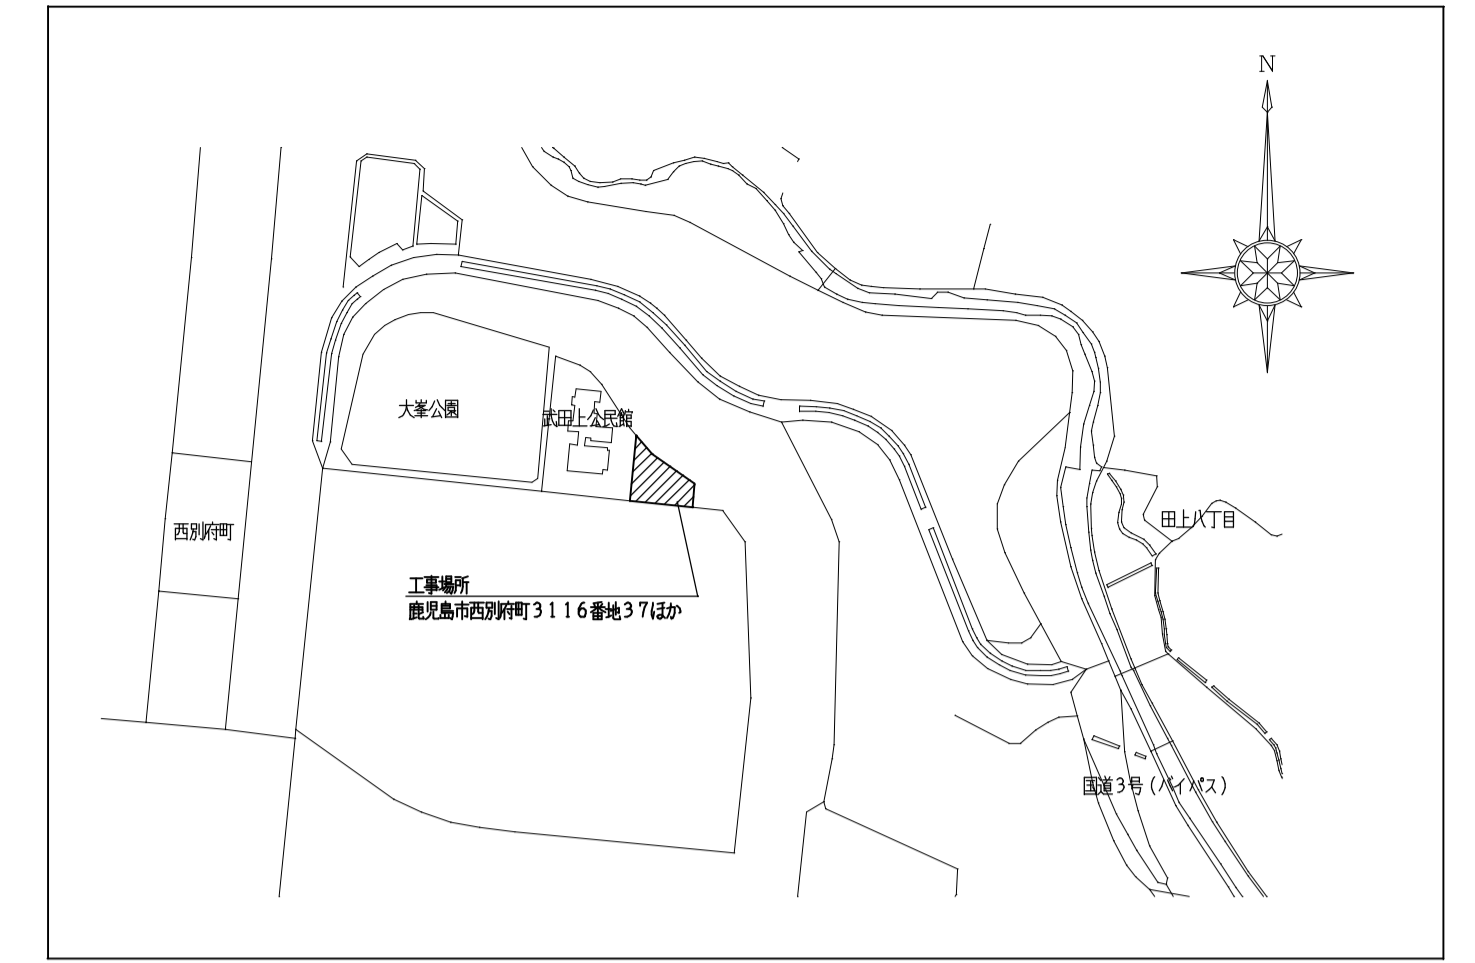 N
大峯公園
武田上公民館
西別府町
田上八丁目
工事場所
鹿児島市西別府町３１１６番地３７ほか
国道３号（バイパス）